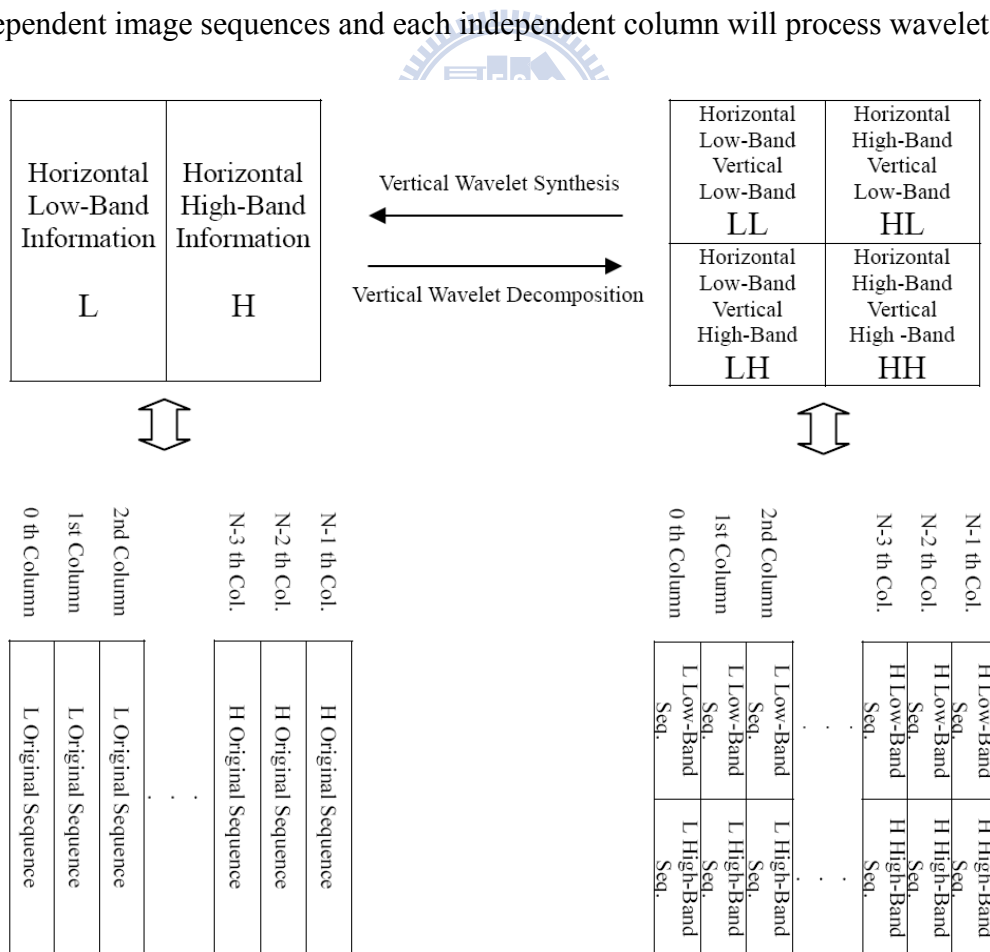 ependent image sequences and each independent column will process wavelet
Horizontal
Low-Band
Information
L
Horizontal
High-Band
Information
H
Vertical Wavelet Synthesis
Vertical Wavelet Decomposition
Horizontal
Low-Band
Vertical
Low-Band
LL
Horizontal
High-Band
Vertical
Low-Band
HL
Horizontal
Low-Band
Vertical
High-Band
LH
Horizontal
High-Band
Vertical
High -Band
HH
0 th Column
1st Column
2nd Column
N-3 th Col.
N-2 th Col.
N-1 th Col.
L Original Sequence
L Original Sequence
L Original Sequence
. . .
H Original Sequence
H Original Sequence
H Original Sequence
0 th Column
1st Column
2nd Column
N-3 th Col.
N-2 th Col.
N-1 th Col.
L Low-Band
Seq.
L Low-Band
Seq.
L Low-Band
Seq.
. . .
H Low-Band
Seq.
H Low-Band
Seq.
H Low-Band
Seq.
L High-Band
Seq.
L High-Band
Seq.
L High-Band
Seq.
. . .
H High-Band
Seq.
H High-Band
Seq.
H High-Band
Seq.